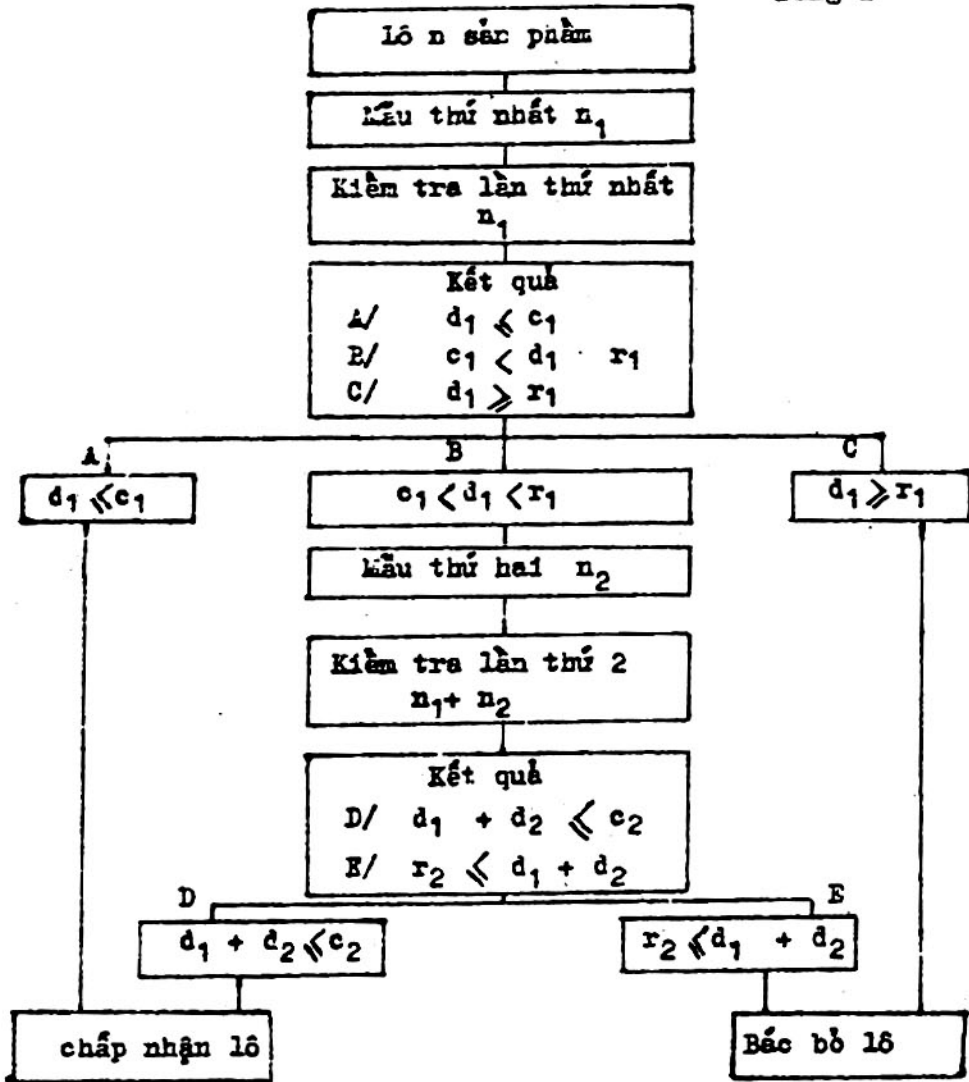 Lô n sản phẩm
Mẫu thứ nhất n₁
Kiểm tra lần thứ nhất
n₁
Kết quả
A/ d₁ ⩽ c₁
B/ c₁ < d₁ r₁
C/ d₁ ⩾ r₁
A B C
d₁ ⩽ c₁
c₁ < d₁ < r₁
d₁ ⩾ r₁
Mẫu thứ hai n₂
Kiểm tra lần thứ 2
n₁+ n₂
Kết quả
D/ d₁ + d₂ ⩽ c₂
E/ r₂ ⩽ d₁ + d₂
D E
d₁ + d₂ ⩽ c₂
r₂ ⩽ d₁ + d₂
chấp nhận lô
Bác bỏ lô